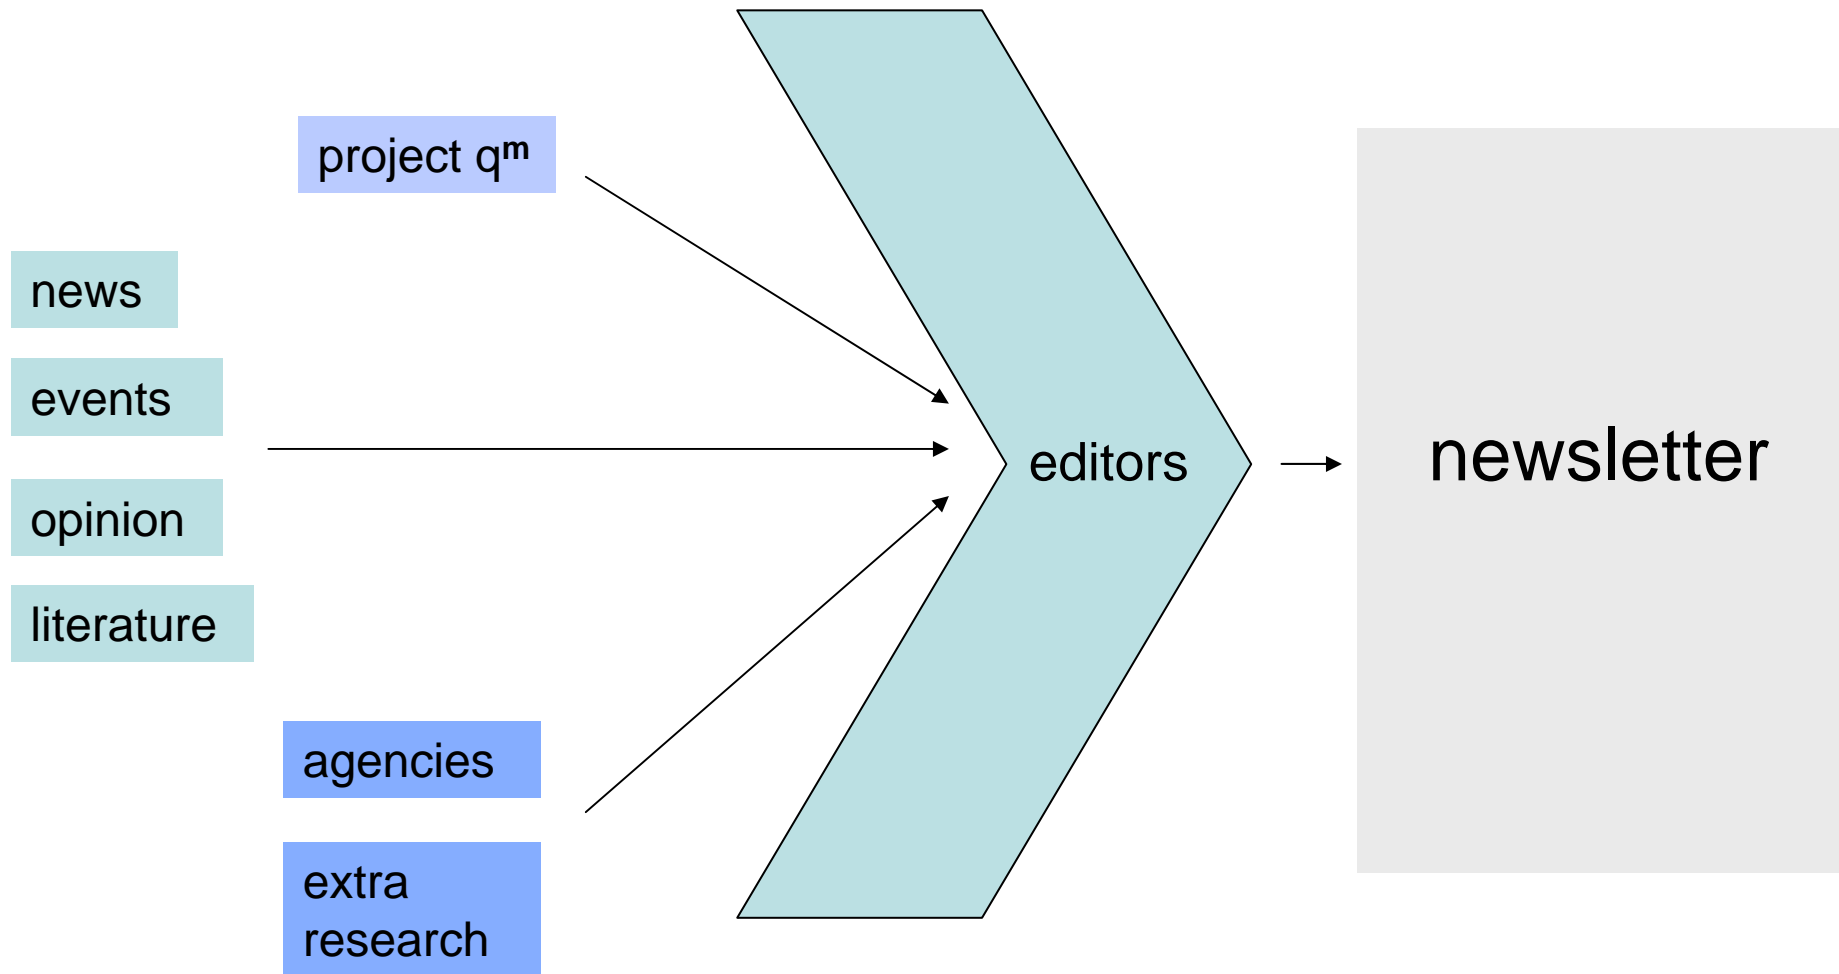 project qᵐ
news
events
opinion
literature
agencies
extra
research
editors
newsletter